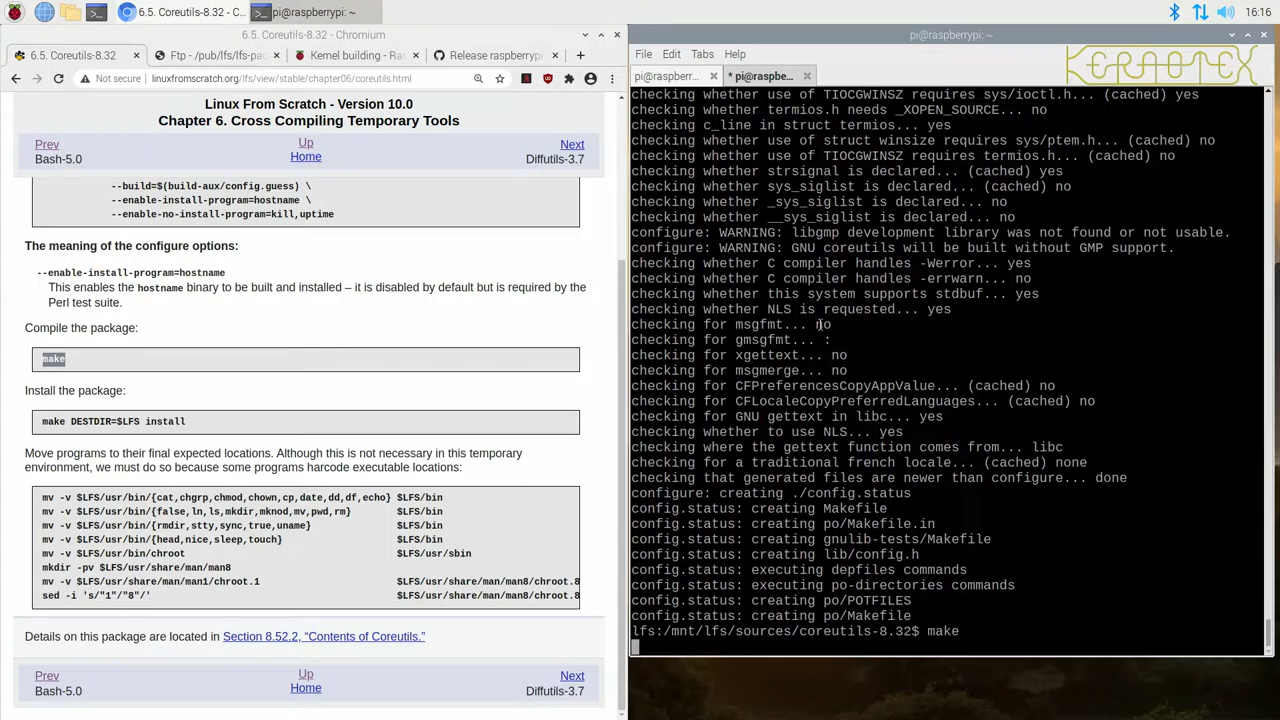 6.5. Coreutils-8.32 - C...
pi@raspberrypi: ~
16:16
6.5. Coreutils-8.32 - Chromium
6.5. Coreutils-8.32
Ftp - /pub/lfs/lfs-pac
Kernel building - Ras
Release raspberrypi
Not secure | linuxfromscratch.org/lfs/view/stable/chapter06/coreutils.html
Linux From Scratch - Version 10.0
Chapter 6. Cross Compiling Temporary Tools
Prev
Up
Next
Bash-5.0
Home
Diffutils-3.7
--build=$(build-aux/config.guess) \
--enable-install-program=hostname \
--enable-no-install-program=kill,uptime
The meaning of the configure options:
--enable-install-program=hostname
This enables the hostname binary to be built and installed – it is disabled by default but is required by the
Perl test suite.
Compile the package:
make
Install the package:
make DESTDIR=$LFS install
Move programs to their final expected locations. Although this is not necessary in this temporary
environment, we must do so because some programs harcode executable locations:
mv -v $LFS/usr/bin/{cat,chgrp,chmod,chown,cp,date,dd,df,echo} $LFS/bin
mv -v $LFS/usr/bin/{false,ln,ls,mkdir,mknod,mv,pwd,rm} $LFS/bin
mv -v $LFS/usr/bin/{rmdir,stty,sync,true,uname} $LFS/bin
mv -v $LFS/usr/bin/{head,nice,sleep,touch} $LFS/bin
mv -v $LFS/usr/bin/chroot $LFS/usr/sbin
mkdir -pv $LFS/usr/share/man/man8
mv -v $LFS/usr/share/man/man1/chroot.1 $LFS/usr/share/man/man8/chroot.8
sed -i 's/"1"/"8"/' $LFS/usr/share/man/man8/chroot.8
Details on this package are located in Section 8.52.2, “Contents of Coreutils.”
Prev
Up
Next
Bash-5.0
Home
Diffutils-3.7
pi@raspberrypi: ~
File Edit Tabs Help
KERAOTEX
pi@raspberr...
* pi@raspbe...
checking whether use of TIOCGWINSZ requires sys/ioctl.h... (cached) yes
checking whether termios.h needs _XOPEN_SOURCE... no
checking c_line in struct termios... yes
checking whether use of struct winsize requires sys/ptem.h... (cached) no
checking whether use of TIOCGWINSZ requires termios.h... (cached) no
checking whether strsignal is declared... (cached) yes
checking whether sys_siglist is declared... (cached) no
checking whether _sys_siglist is declared... no
checking whether __sys_siglist is declared... no
configure: WARNING: libgmp development library was not found or not usable.
configure: WARNING: GNU coreutils will be built without GMP support.
checking whether C compiler handles -Werror... yes
checking whether C compiler handles -errwarn... no
checking whether this system supports stdbuf... yes
checking whether NLS is requested... yes
checking for msgfmt... no
checking for gmsgfmt... :
checking for xgettext... no
checking for msgmerge... no
checking for CFPreferencesCopyAppValue... (cached) no
checking for CFLocaleCopyPreferredLanguages... (cached) no
checking for GNU gettext in libc... yes
checking whether to use NLS... yes
checking where the gettext function comes from... libc
checking for a traditional french locale... (cached) none
checking that generated files are newer than configure... done
configure: creating ./config.status
config.status: creating Makefile
config.status: creating po/Makefile.in
config.status: creating gnulib-tests/Makefile
config.status: creating lib/config.h
config.status: executing depfiles commands
config.status: executing po-directories commands
config.status: creating po/POTFILES
config.status: creating po/Makefile
lfs:/mnt/lfs/sources/coreutils-8.32$ make